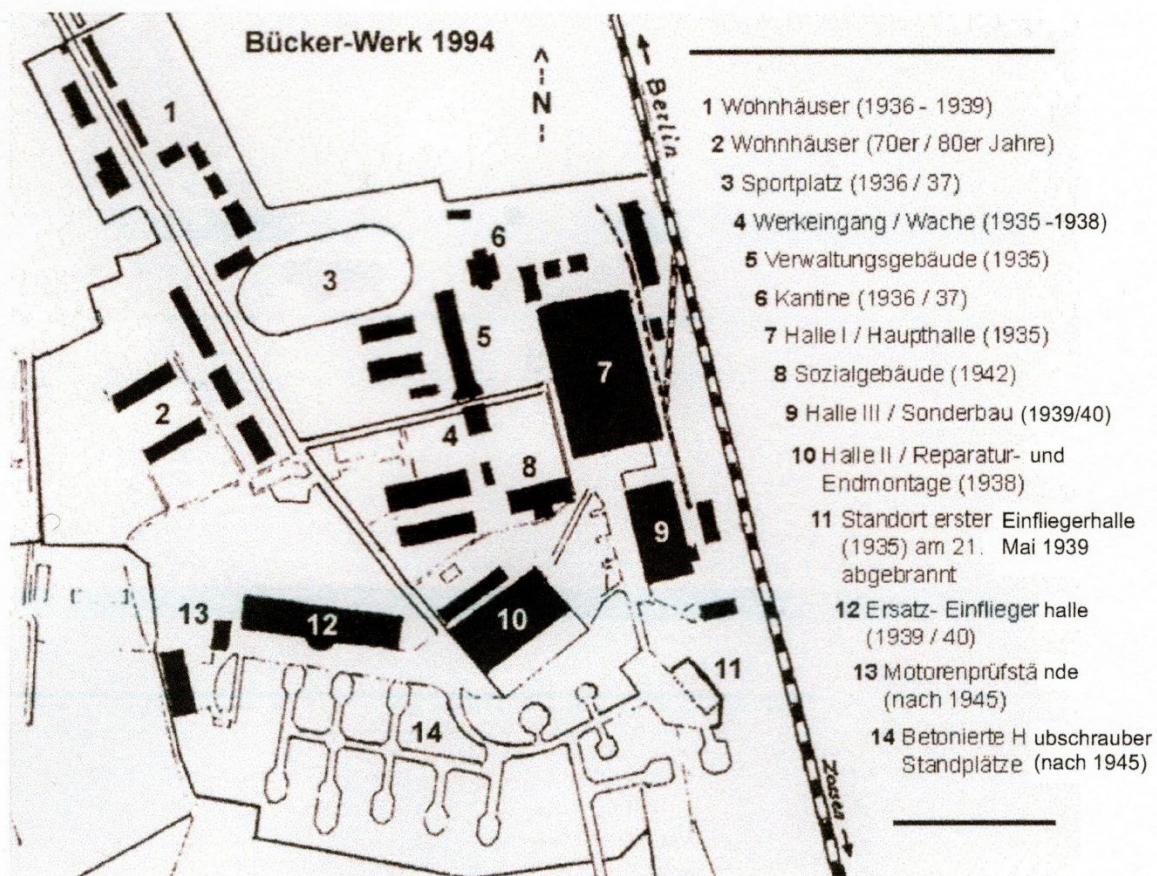 Bücker-Werk 1994
N
Berlin
1 Wohnhäuser (1936 - 1939)
2 Wohnhäuser (70er / 80er Jahre)
3 Sportplatz (1936 / 37)
4 Werkeingang / Wache (1935 -1938)
5 Verwaltungsgebäude (1935)
6 Kantine (1936 / 37)
7 Halle I / Haupthalle (1935)
8 Sozialgebäude (1942)
9 Halle III / Sonderbau (1939/40)
10 Halle II / Reparatur- und
Endmontage (1938)
11 Standort erster Einfliegerhalle
(1935) am 21. Mai 1939
abgebrannt
12 Ersatz- Einflieger halle
(1939 / 40)
13 Motorenprüfstä nde
(nach 1945)
14 Betonierte H ubschrauber
Standplätze (nach 1945)
1
6
3
5
7
2
4
8
9
13
12
10
11
14
Zossen